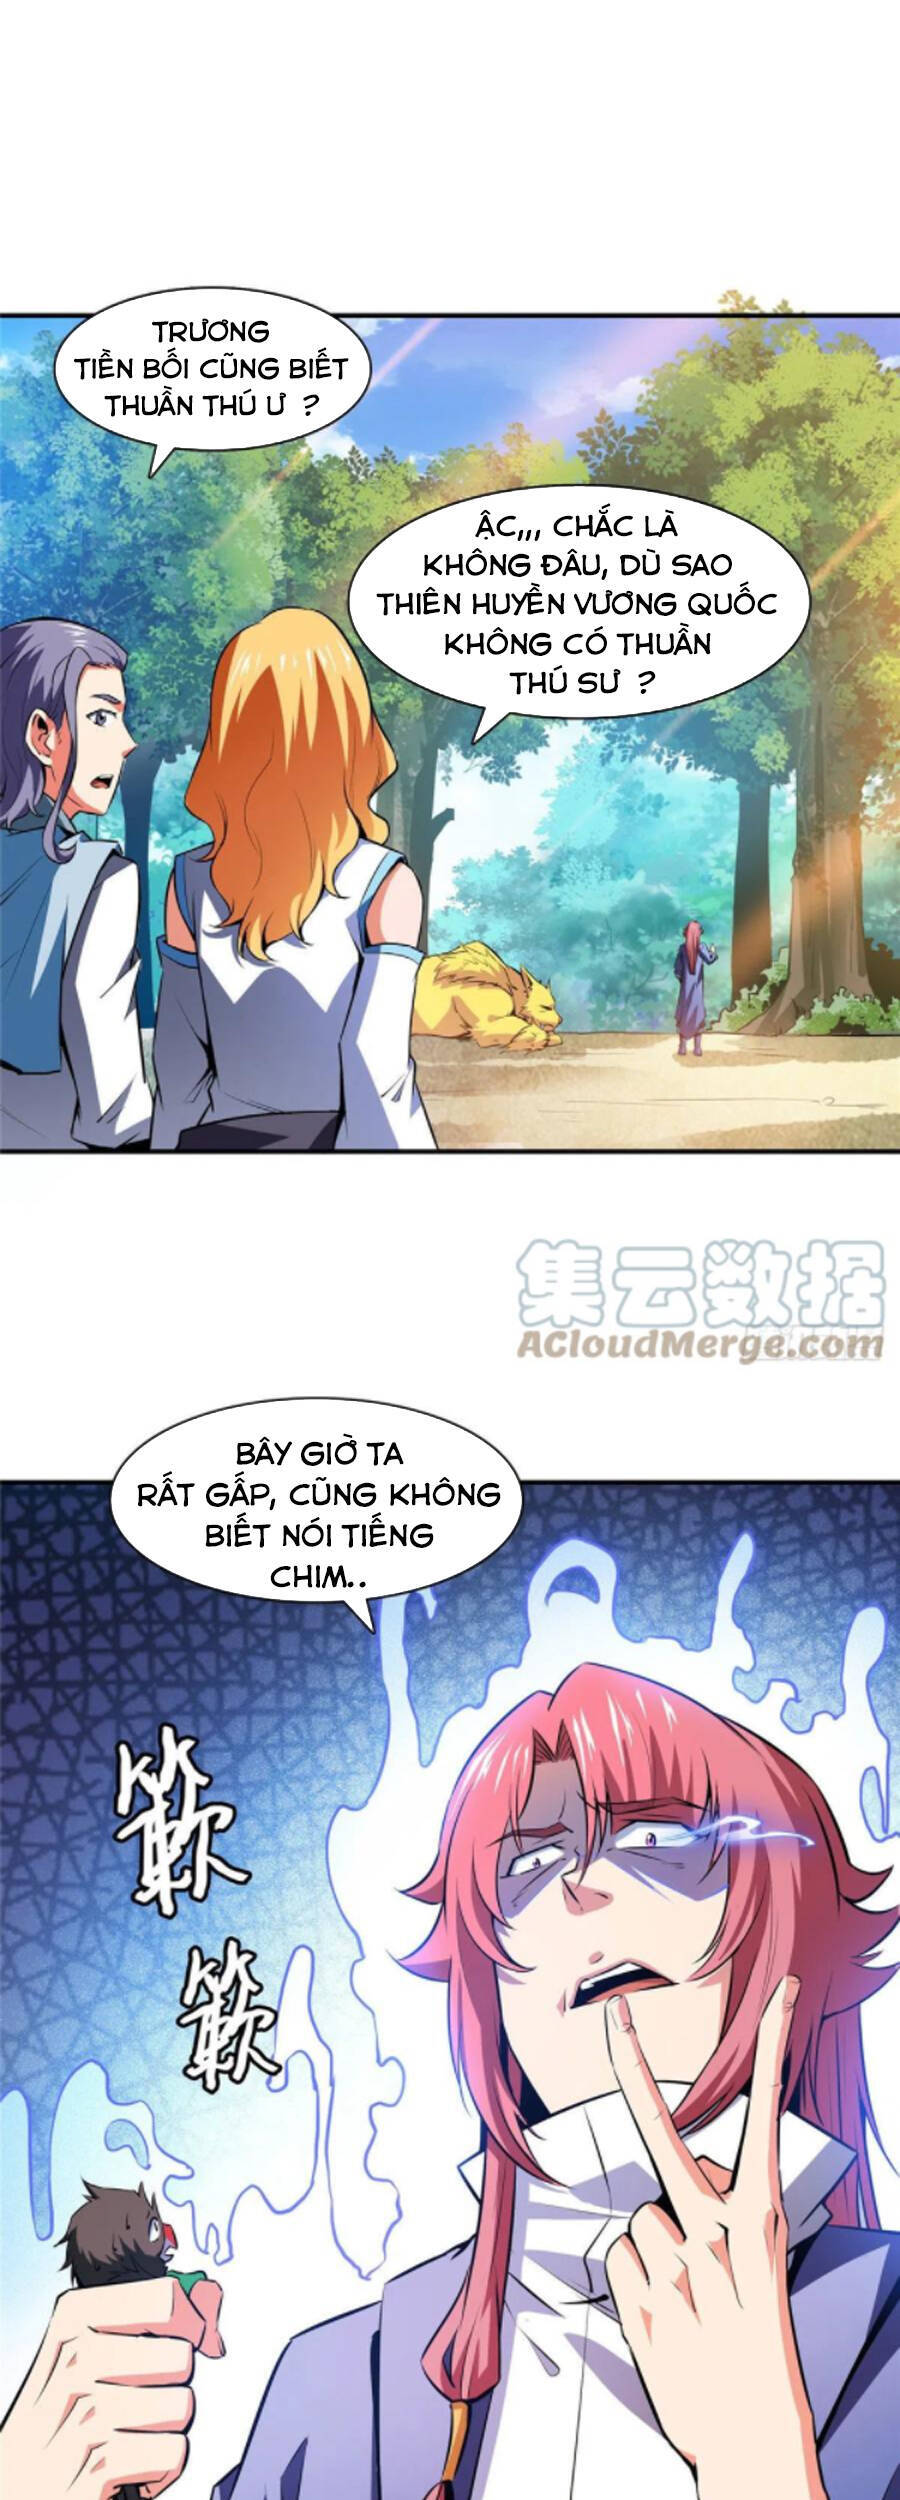 TRƯƠNG
TIỀN BỐI CŨNG BIẾT
THUẦN THÚ Ư ?
ẬC,,, CHẮC LÀ
KHÔNG ĐÂU, DÙ SAO
THIÊN HUYỀN VƯƠNG QUỐC
KHÔNG CÓ THUẦN
THÚ SƯ ?
集云数据
ACloudMerge.com
BÂY GIỜ TA
RẤT GẤP, CŨNG KHÔNG
BIẾT NÓI TIẾNG
CHIM..